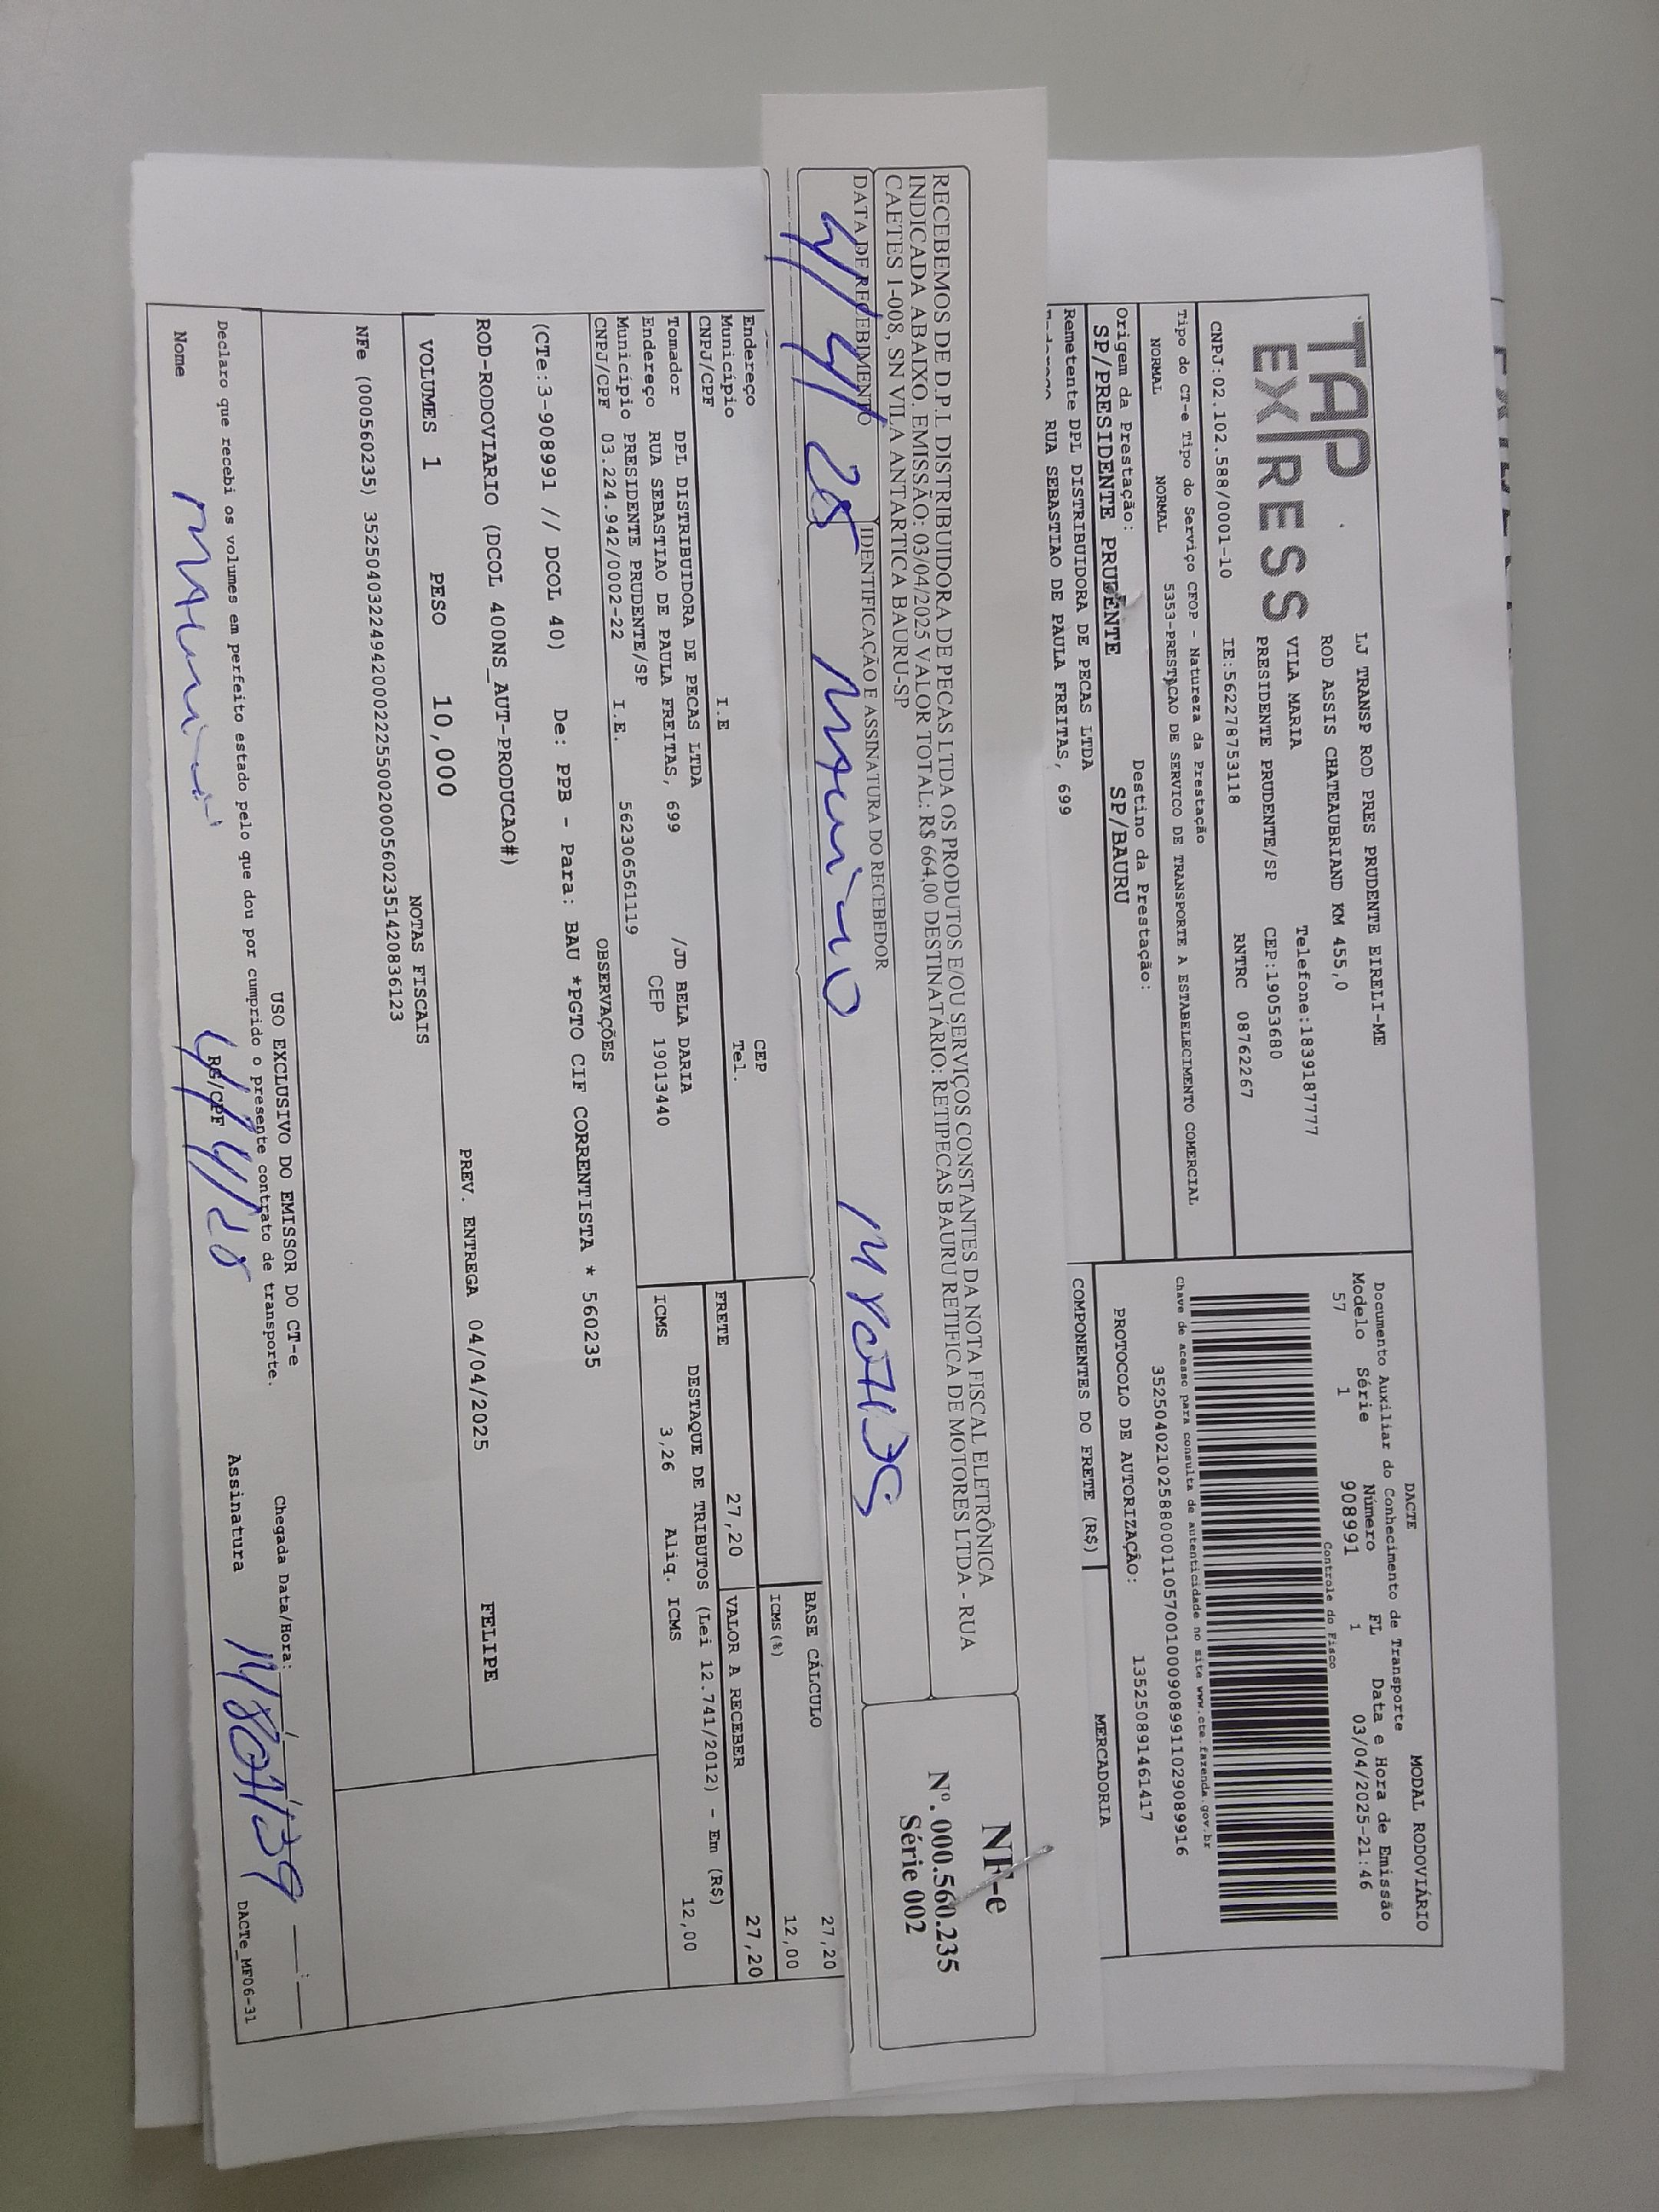 TAP
EXPRESS
LJ TRANSP ROD PRES PRUDENTE EIRELI-ME
ROD ASSIS CHATEAUBRIAND KM 455,0
VILA MARIA Telefone:1839187777
PRESIDENTE PRUDENTE/SP CEP:19053680
CNPJ:02.102.588/0001-10 IE:562278753118 RNTRC 08762267
Tipo do CT-e Tipo do Serviço CFOP - Natureza da Prestação
NORMAL NORMAL 5353-PRESTACAO DE SERVICO DE TRANSPORTE A ESTABELECIMENTO COMERCIAL
Origem da Prestação: Destino da Prestação:
SP/PRESIDENTE PRUDENTE SP/BAURU
Remetente DPL DISTRIBUIDORA DE PECAS LTDA
RUA SEBASTIAO DE PAULA FREITAS, 699
DACTE MODAL RODOVIÁRIO
Documento Auxiliar do Conhecimento de Transporte
Modelo Série Número FL Data e Hora de Emissão
57 1 908991 1 03/04/2025-21:46
Controle do Fisco
Chave de acesso para consulta de autenticidade no site www.cte.fazenda.gov.br
35250402102588000110570010009089911029089916
PROTOCOLO DE AUTORIZAÇÃO: 135250891461417
COMPONENTES DO FRETE (R$) MERCADORIA
RECEBEMOS DE D.P.L DISTRIBUIDORA DE PECAS LTDA OS PRODUTOS E/OU SERVIÇOS CONSTANTES DA NOTA FISCAL ELETRÔNICA
INDICADA ABAIXO. EMISSÃO: 03/04/2025 VALOR TOTAL: R$ 664,00 DESTINATÁRIO: RETIPECAS BAURU RETIFICA DE MOTORES LTDA - RUA
CAETES 1-008, SN VILA ANTARTICA BAURU-SP
DATA DE RECEBIMENTO IDENTIFICAÇÃO E ASSINATURA DO RECEBEDOR
4/4/25
NF-e
Nº. 000.560.235
Série 002
BASE CÁLCULO 27,20
ICMS(%) 12,00
FRETE 27,20 VALOR A RECEBER 27,20
DESTAQUE DE TRIBUTOS (Lei 12.741/2012) - Em (R$)
ICMS 3,26 Aliq. ICMS 12,00
Endereço CEP
Município I.E Tel.
CNPJ/CPF
Tomador DPL DISTRIBUIDORA DE PECAS LTDA
Endereço RUA SEBASTIAO DE PAULA FREITAS, 699 /JD BELA DARIA
Município PRESIDENTE PRUDENTE/SP CEP 19013440
CNPJ/CPF 03.224.942/0002-22 I.E. 562306561119
OBSERVAÇÕES
(CTe:3-908991 // DCOL 40) De: PPB - Para: BAU *PGTO CIF CORRENTISTA * 560235
ROD-RODOVIARIO (DCOL 400NS_AUT-PRODUCAO#)
VOLUMES 1 PESO 10,000 PREV. ENTREGA 04/04/2025 FELIPE
NOTAS FISCAIS
NFe (000560235) 35250403224942000222550020005602351420836123
USO EXCLUSIVO DO EMISSOR DO CT-e
Declaro que recebi os volumes em perfeito estado pelo que dou por cumprido o presente contrato de transporte.
Chegada Data/Hora:
Nome RG/CPF 4/4/25 Assinatura
DACTe_MF06-31